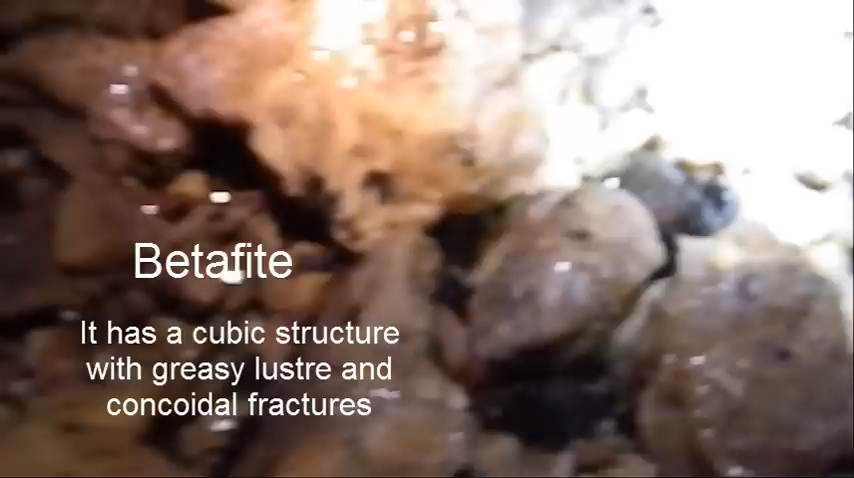 Betafite
It has a cubic structure
with greasy lustre and
concoidal fractures